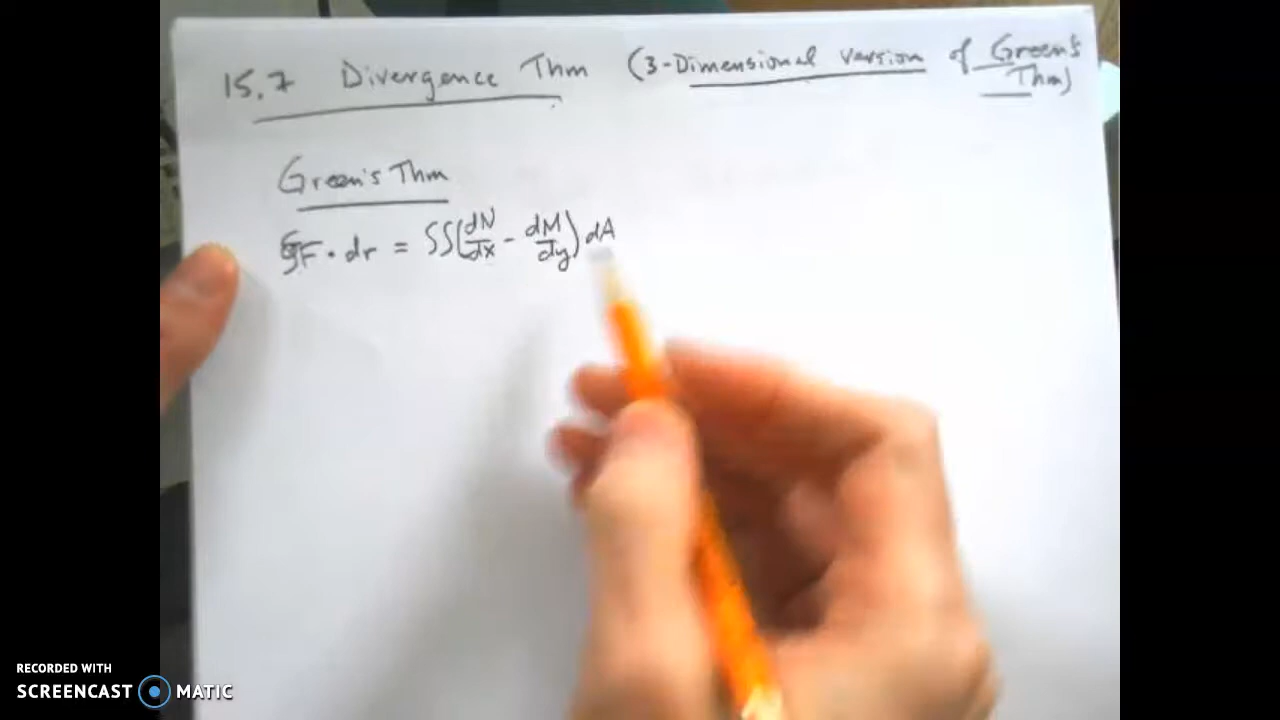 15.7 Divergence Thm (3-Dimensional version of Green's Thm)
Green's Thm
∮F • dr = ∫∫(dN/dx - dM/dy) dA
RECORDED WITH
SCREENCAST MATIC